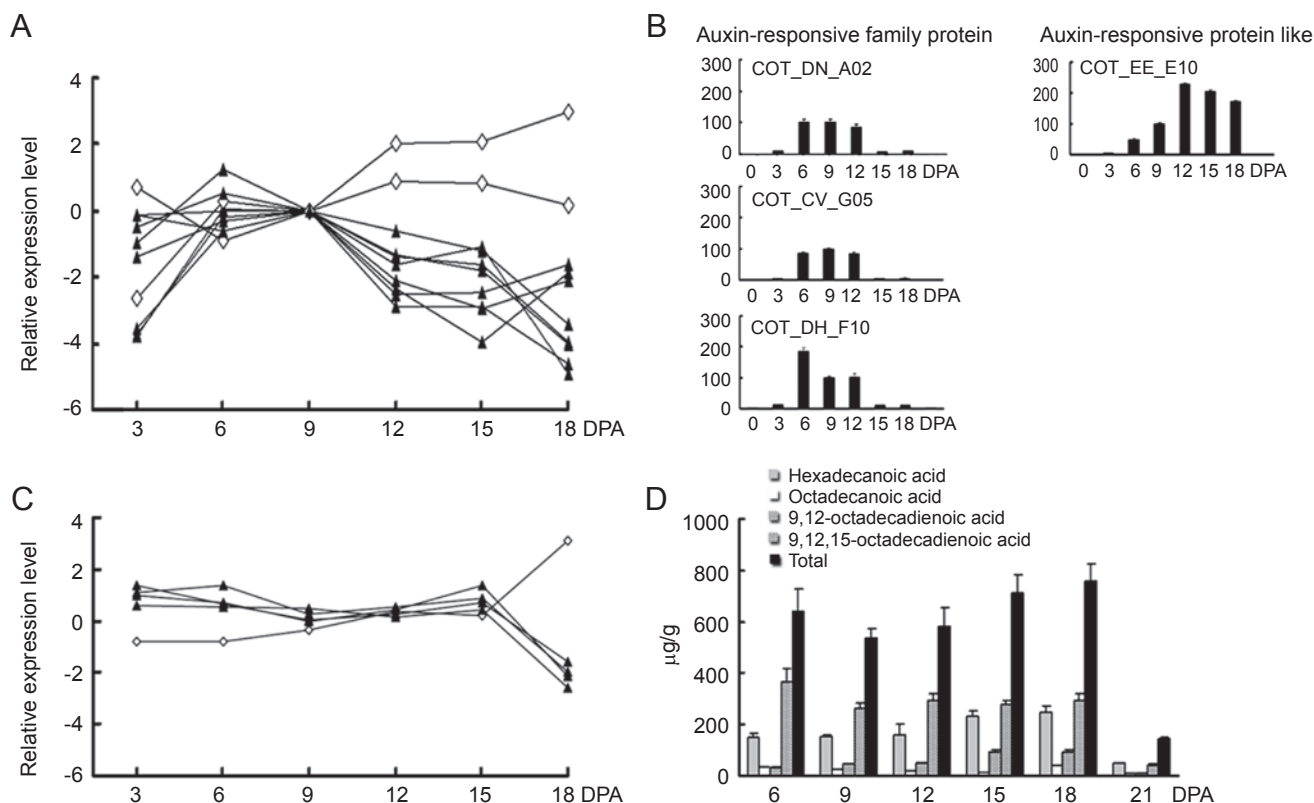 A
Relative expression level
4
2
0
-2
-4
-6
3 6 9 12 15 18 DPA
B
Auxin-responsive family protein
COT_DN_A02
300
200
100
0
0 3 6 9 12 15 18 DPA
COT_CV_G05
300
200
100
0
0 3 6 9 12 15 18 DPA
COT_DH_F10
300
200
100
0
0 3 6 9 12 15 18 DPA
Auxin-responsive protein like
COT_EE_E10
300
200
100
0
0 3 6 9 12 15 18 DPA
C
Relative expression level
4
2
0
-2
-4
-6
3 6 9 12 15 18 DPA
D
Hexadecanoic acid
Octadecanoic acid
9,12-octadecadienoic acid
9,12,15-octadecadienoic acid
Total
µg/g
1000
800
600
400
200
0
6 9 12 15 18 21 DPA